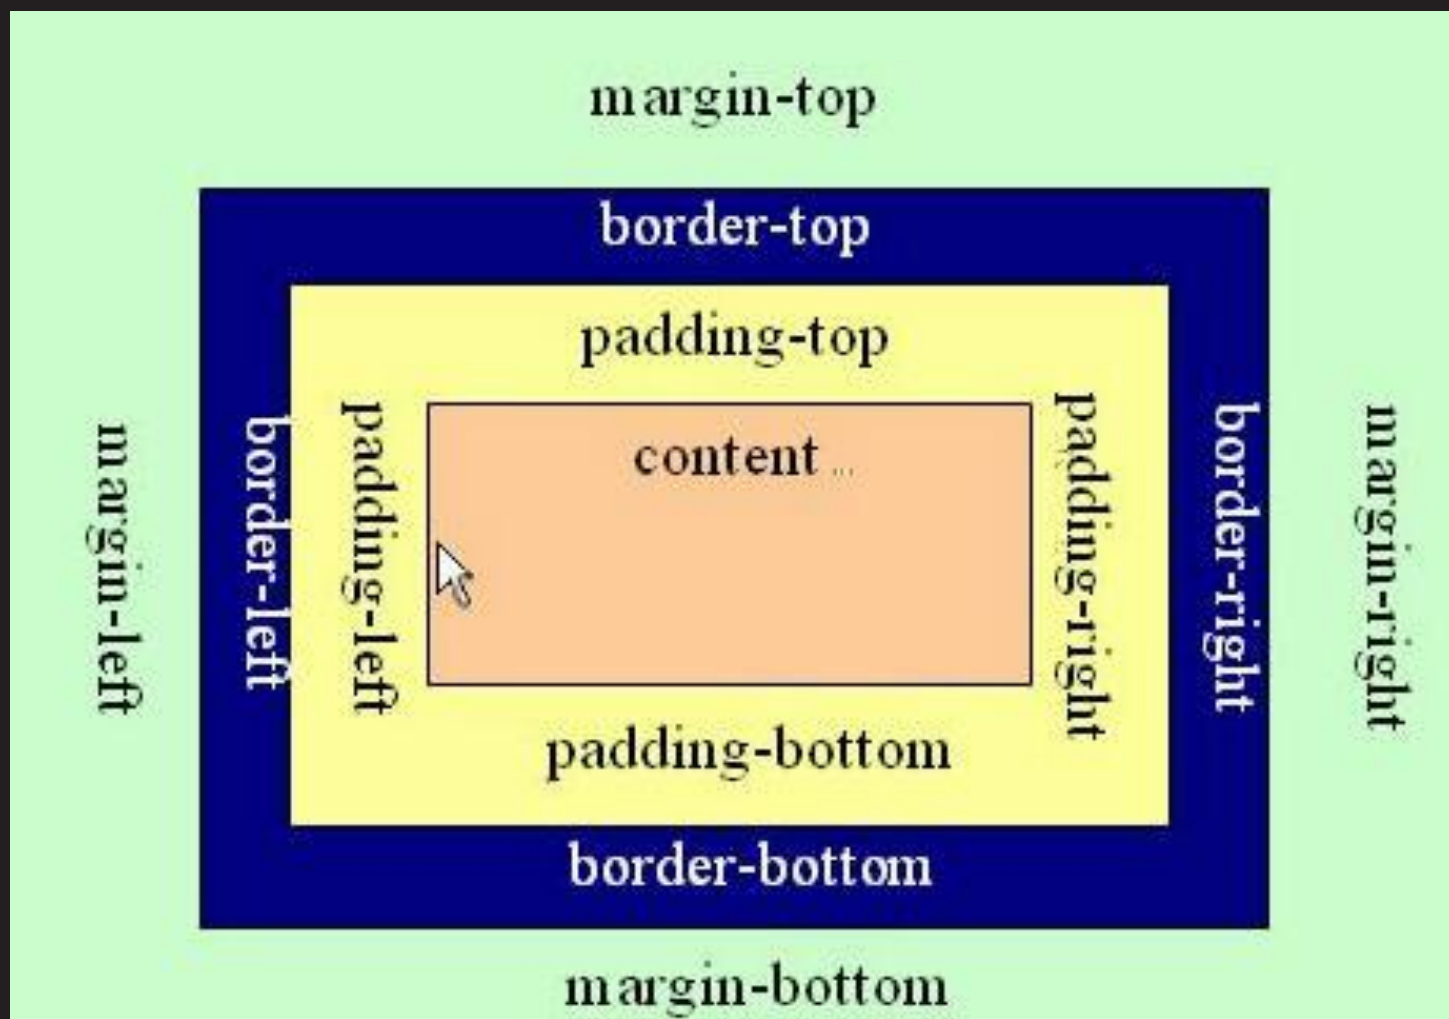 margin-top
border-top
padding-top
content ...
margin-left
border-left
padding-left
padding-right
border-right
margin-right
padding-bottom
border-bottom
margin-bottom